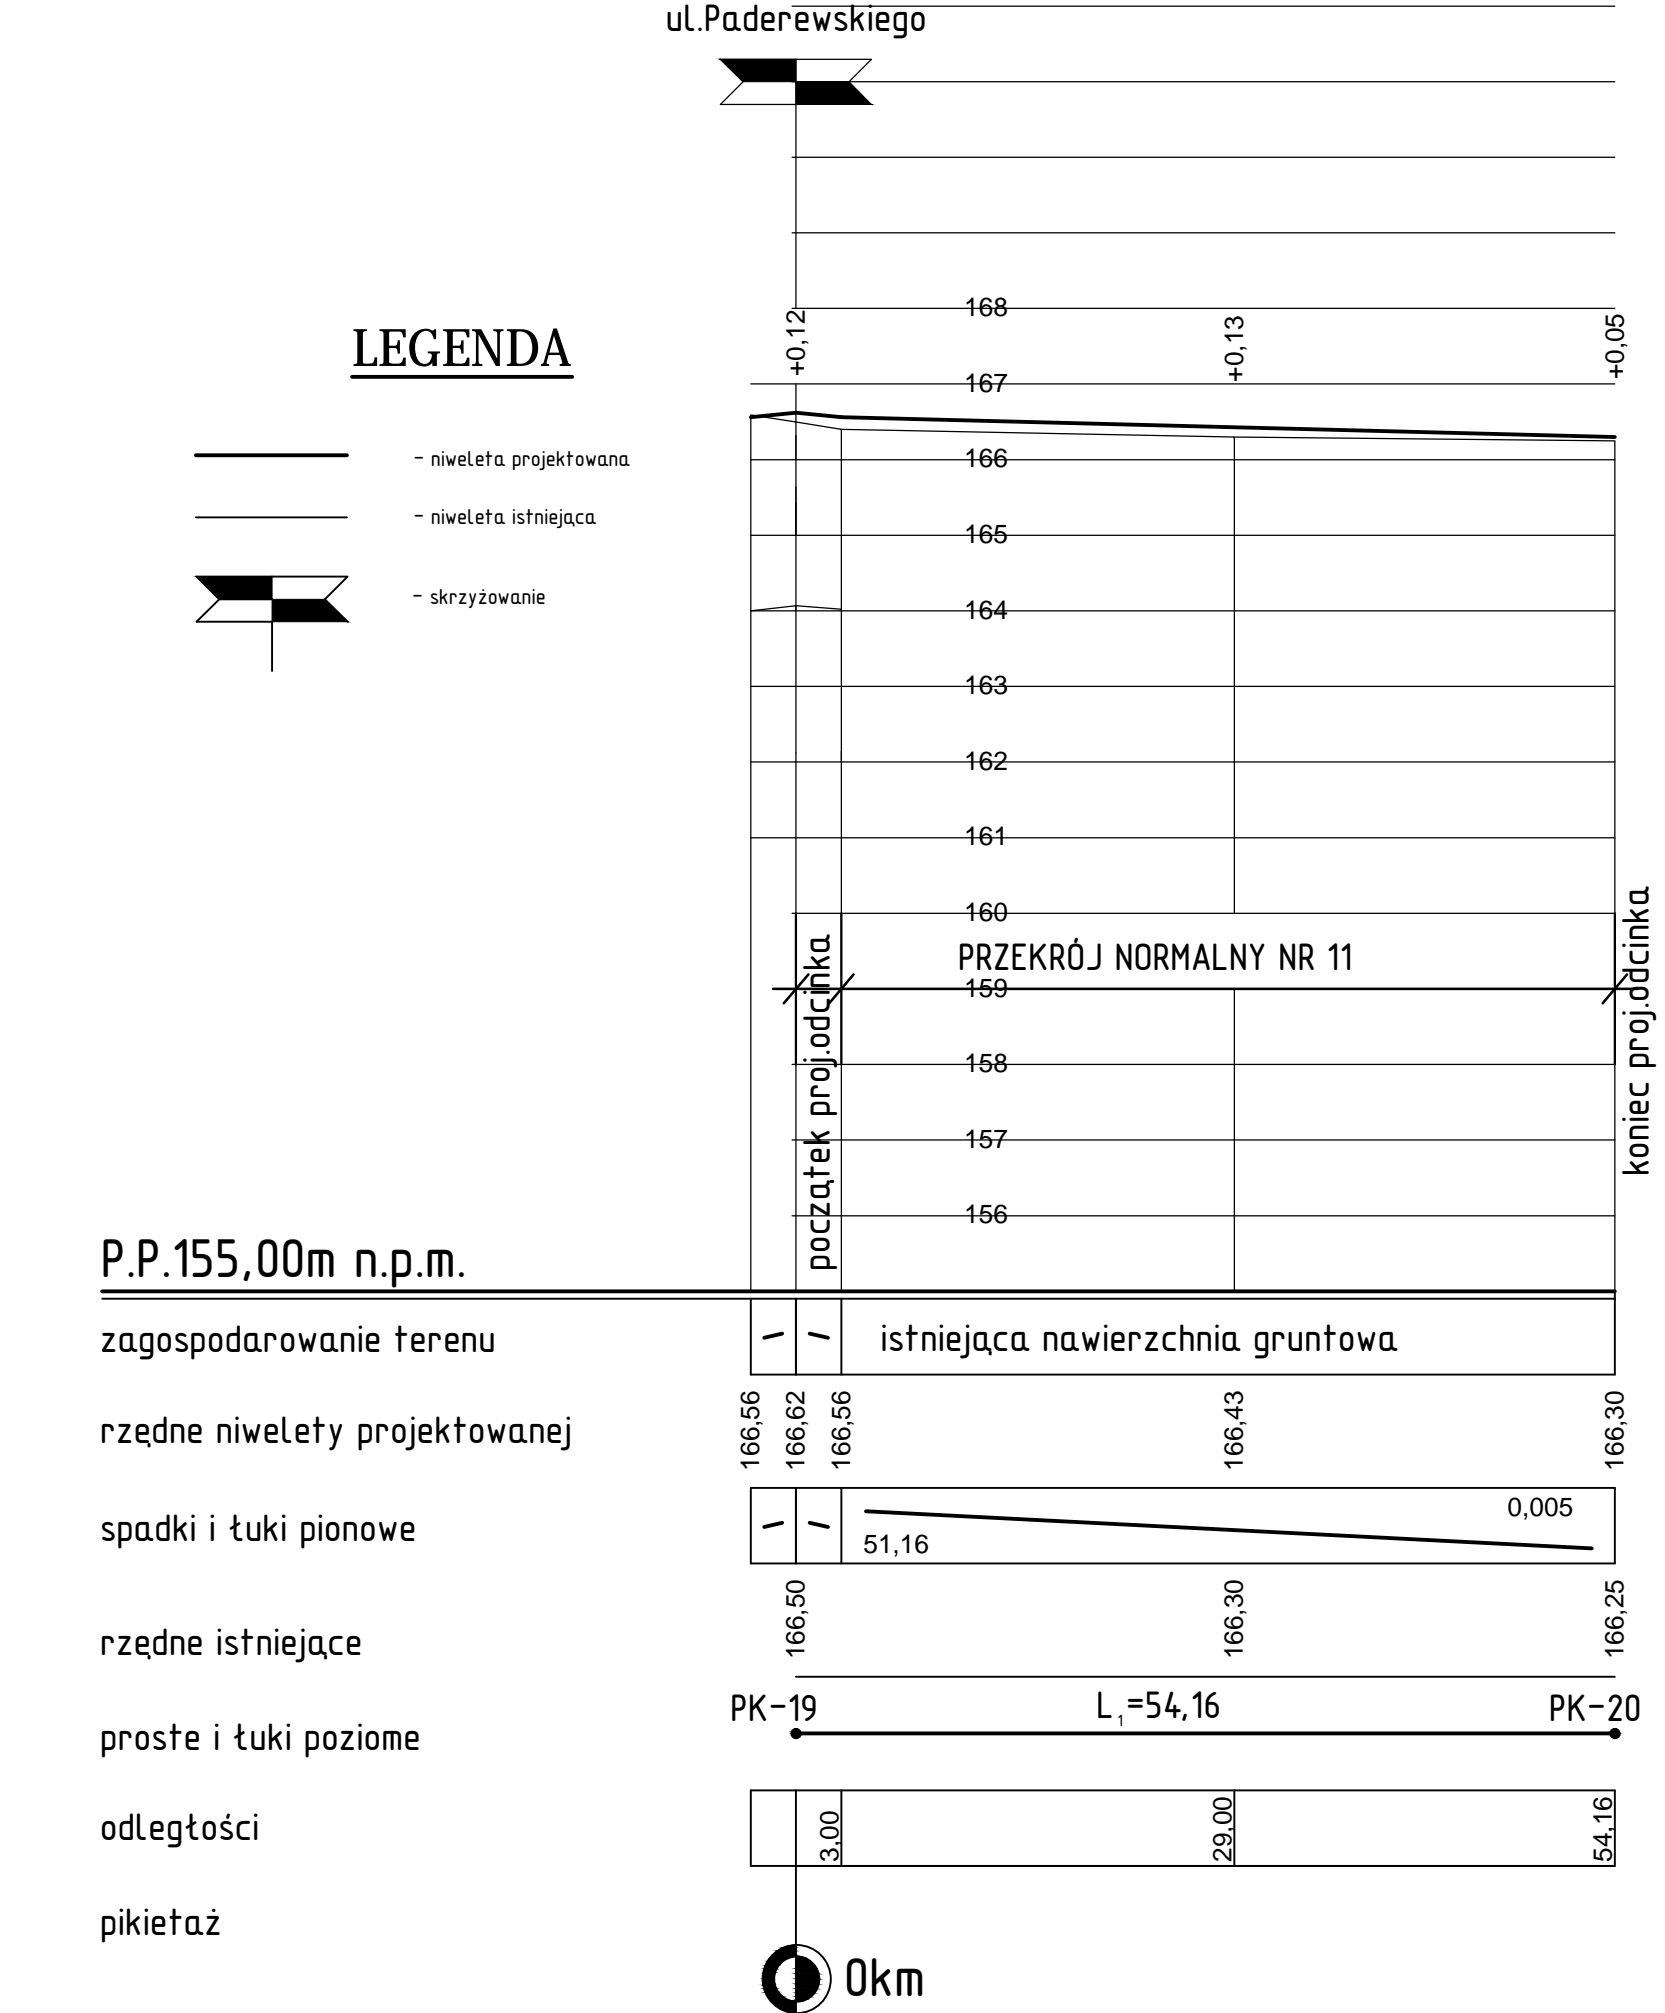 ul.Paderewskiego
168
+0,12
+0,13
+0,05
LEGENDA
167
- niweleta projektowana
166
- niweleta istniejąca
165
- skrzyżowanie
164
163
162
161
160
PRZEKRÓJ NORMALNY NR 11
159
początek proj.odcinka
koniec proj.odcinka
158
157
156
P.P.155,00m n.p.m.
zagospodarowanie terenu
istniejąca nawierzchnia gruntowa
rzędne niwelety projektowanej
166,56
166,62
166,56
166,43
166,30
spadki i łuki pionowe
51,16
0,005
rzędne istniejące
166,50
166,30
166,25
proste i łuki poziome
PK-19
L1=54,16
PK-20
odległości
3,00
29,00
54,16
pikietaż
0km